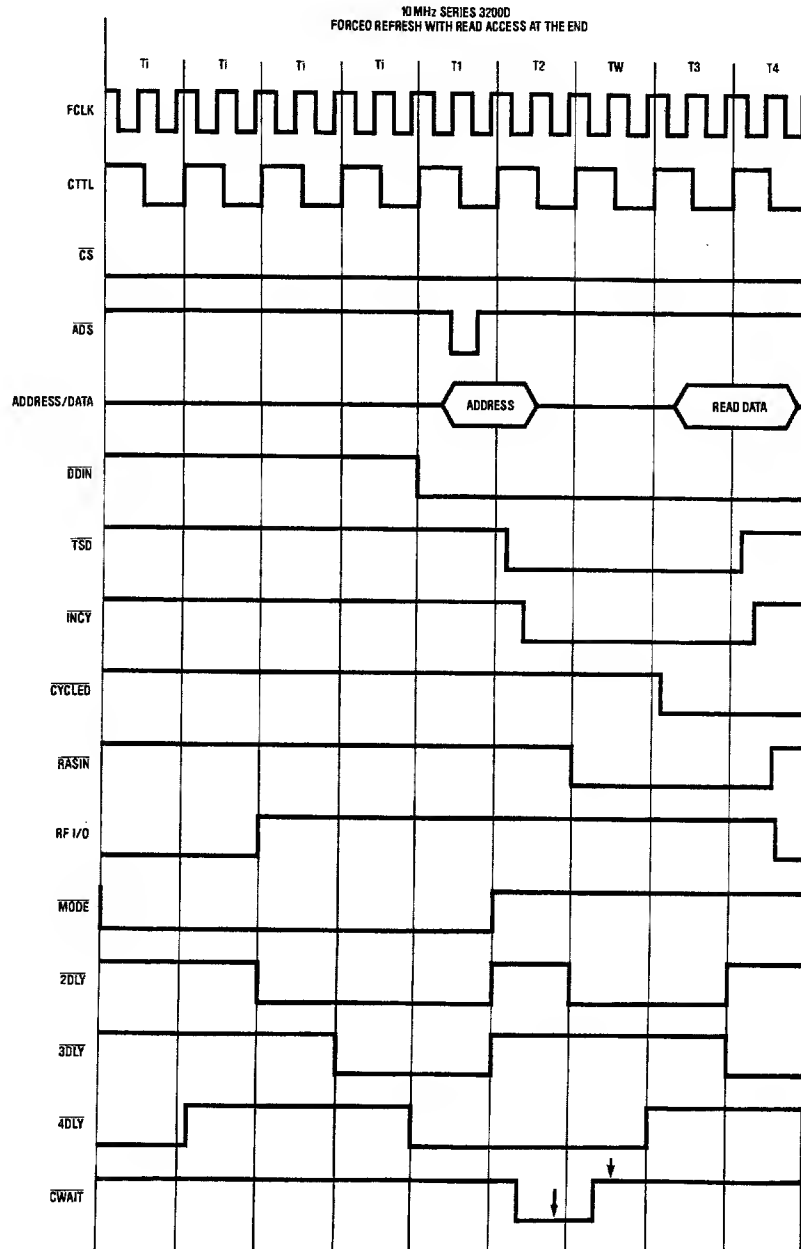 10 MHz SERIES 3200D
FORCEO REFRESH WITH READ ACCESS AT THE END
Ti Ti Ti Ti T1 T2 TW T3 T4
FCLK
CTTL
CS
ADS
ADDRESS/DATA ADDRESS READ DATA
DDIN
TSD
INCY
CYCLED
RASIN
RF I/O
MODE
2DLY
3DLY
4DLY
CWAIT